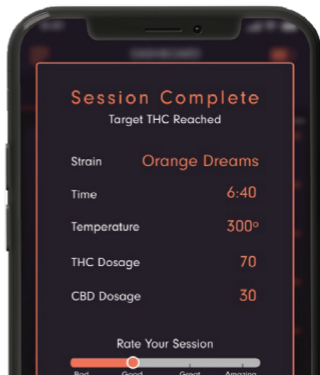 Session Complete
Target THC Reached
Strain Orange Dreams
Time 6:40
Temperature 300°
THC Dosage 70
CBD Dosage 30
Rate Your Session
Bad Good Great Amazing